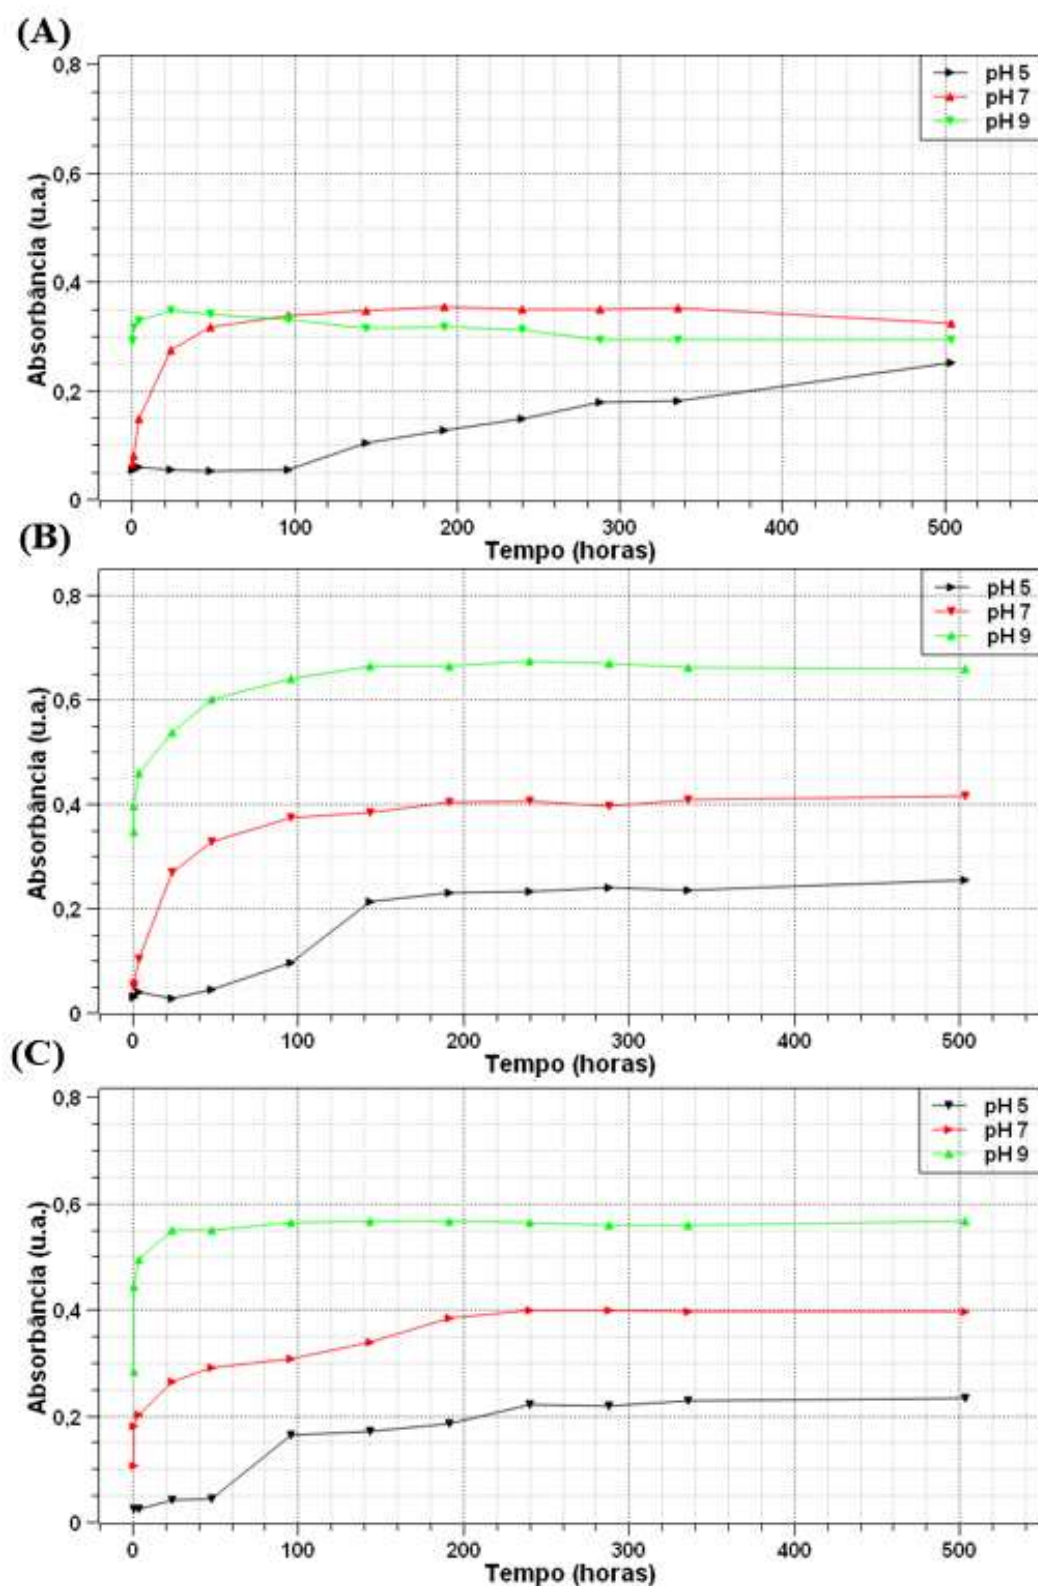 (A)
0,8
pH 5
pH 7
pH 9
0,6
0,4
0,2
0
Absorbância (u.a.)
0 100 200 300 400 500
Tempo (horas)
(B)
0,8
pH 5
pH 7
pH 9
0,6
0,4
0,2
0
Absorbância (u.a.)
0 100 200 300 400 500
Tempo (horas)
(C)
0,8
pH 5
pH 7
pH 9
0,6
0,4
0,2
0
Absorbância (u.a.)
0 100 200 300 400 500
Tempo (horas)